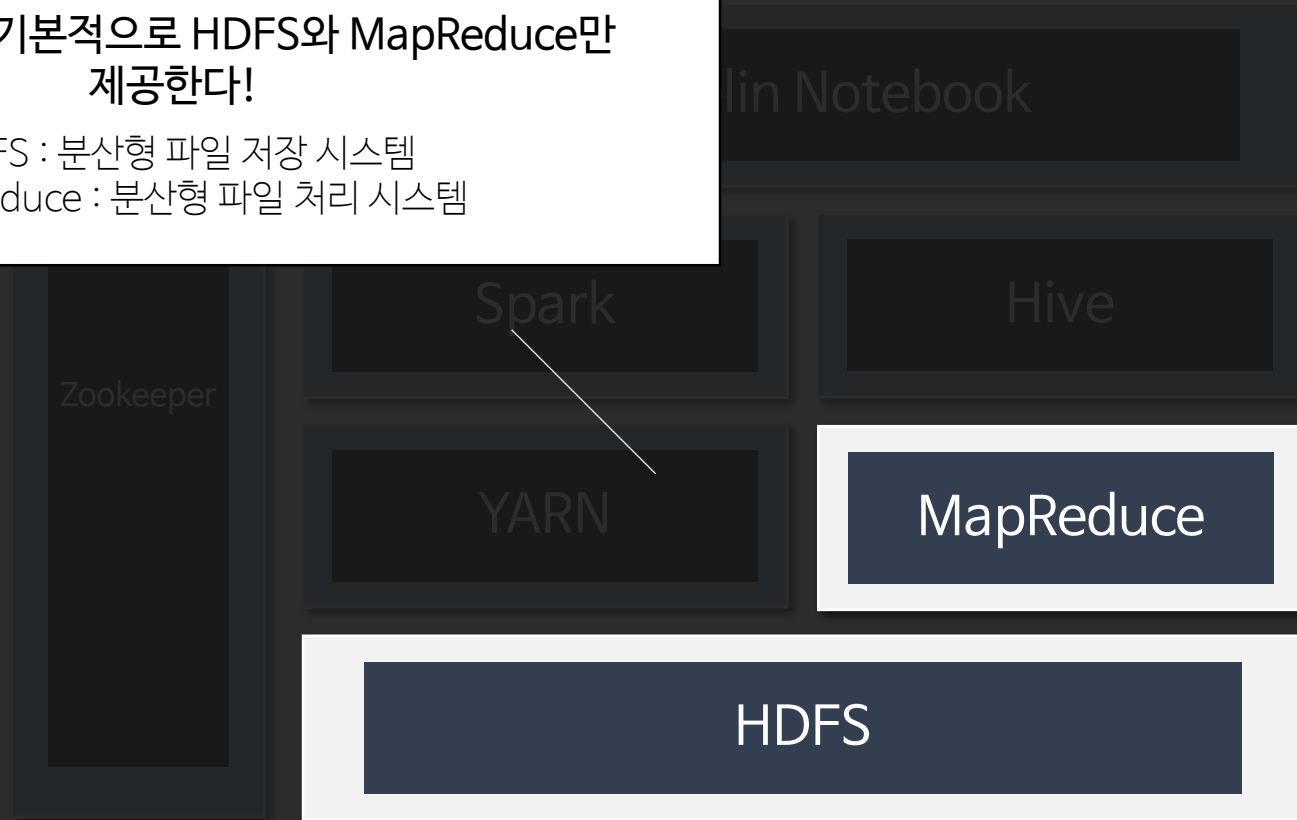 기본적으로 HDFS와 MapReduce만
제공한다!
FS : 분산형 파일 저장 시스템
duce : 분산형 파일 처리 시스템
lin Notebook
Spark
Hive
Zookeeper
YARN
MapReduce
HDFS